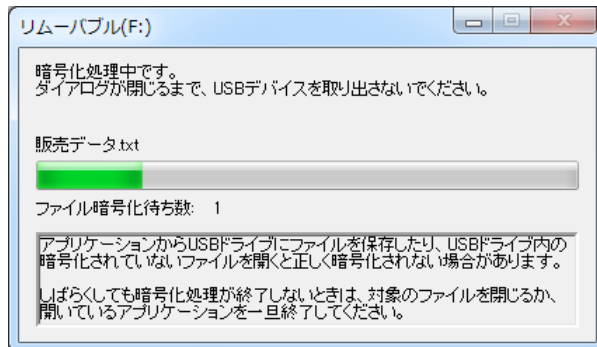 リムーバブル(F:)
暗号化処理中です。
ダイアログが閉じるまで、USBデバイスを取り出さないでください。
販売データ.txt
ファイル暗号化待ち数: 1
アプリケーションからUSBドライブにファイルを保存したり、USBドライブ内の
暗号化されていないファイルを開くと正しく暗号化されない場合があります。
しばらくしても暗号化処理が終了しないときは、対象のファイルを閉じるか、
開いているアプリケーションを一旦終了してください。